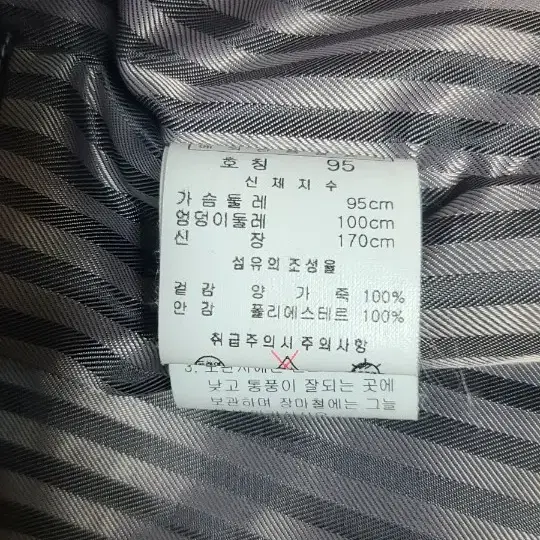 호 칭 95
신 체 지 수
가 슴 둘 레 95cm
엉덩이둘레 100cm
신 장 170cm
섬유의 조성율
겉 감 양 가 죽 100%
안 감 폴리에스테르 100%
취급주의시주의사항
낮고 통풍이 잘되는 곳에
보관하며 장마철에는 그늘